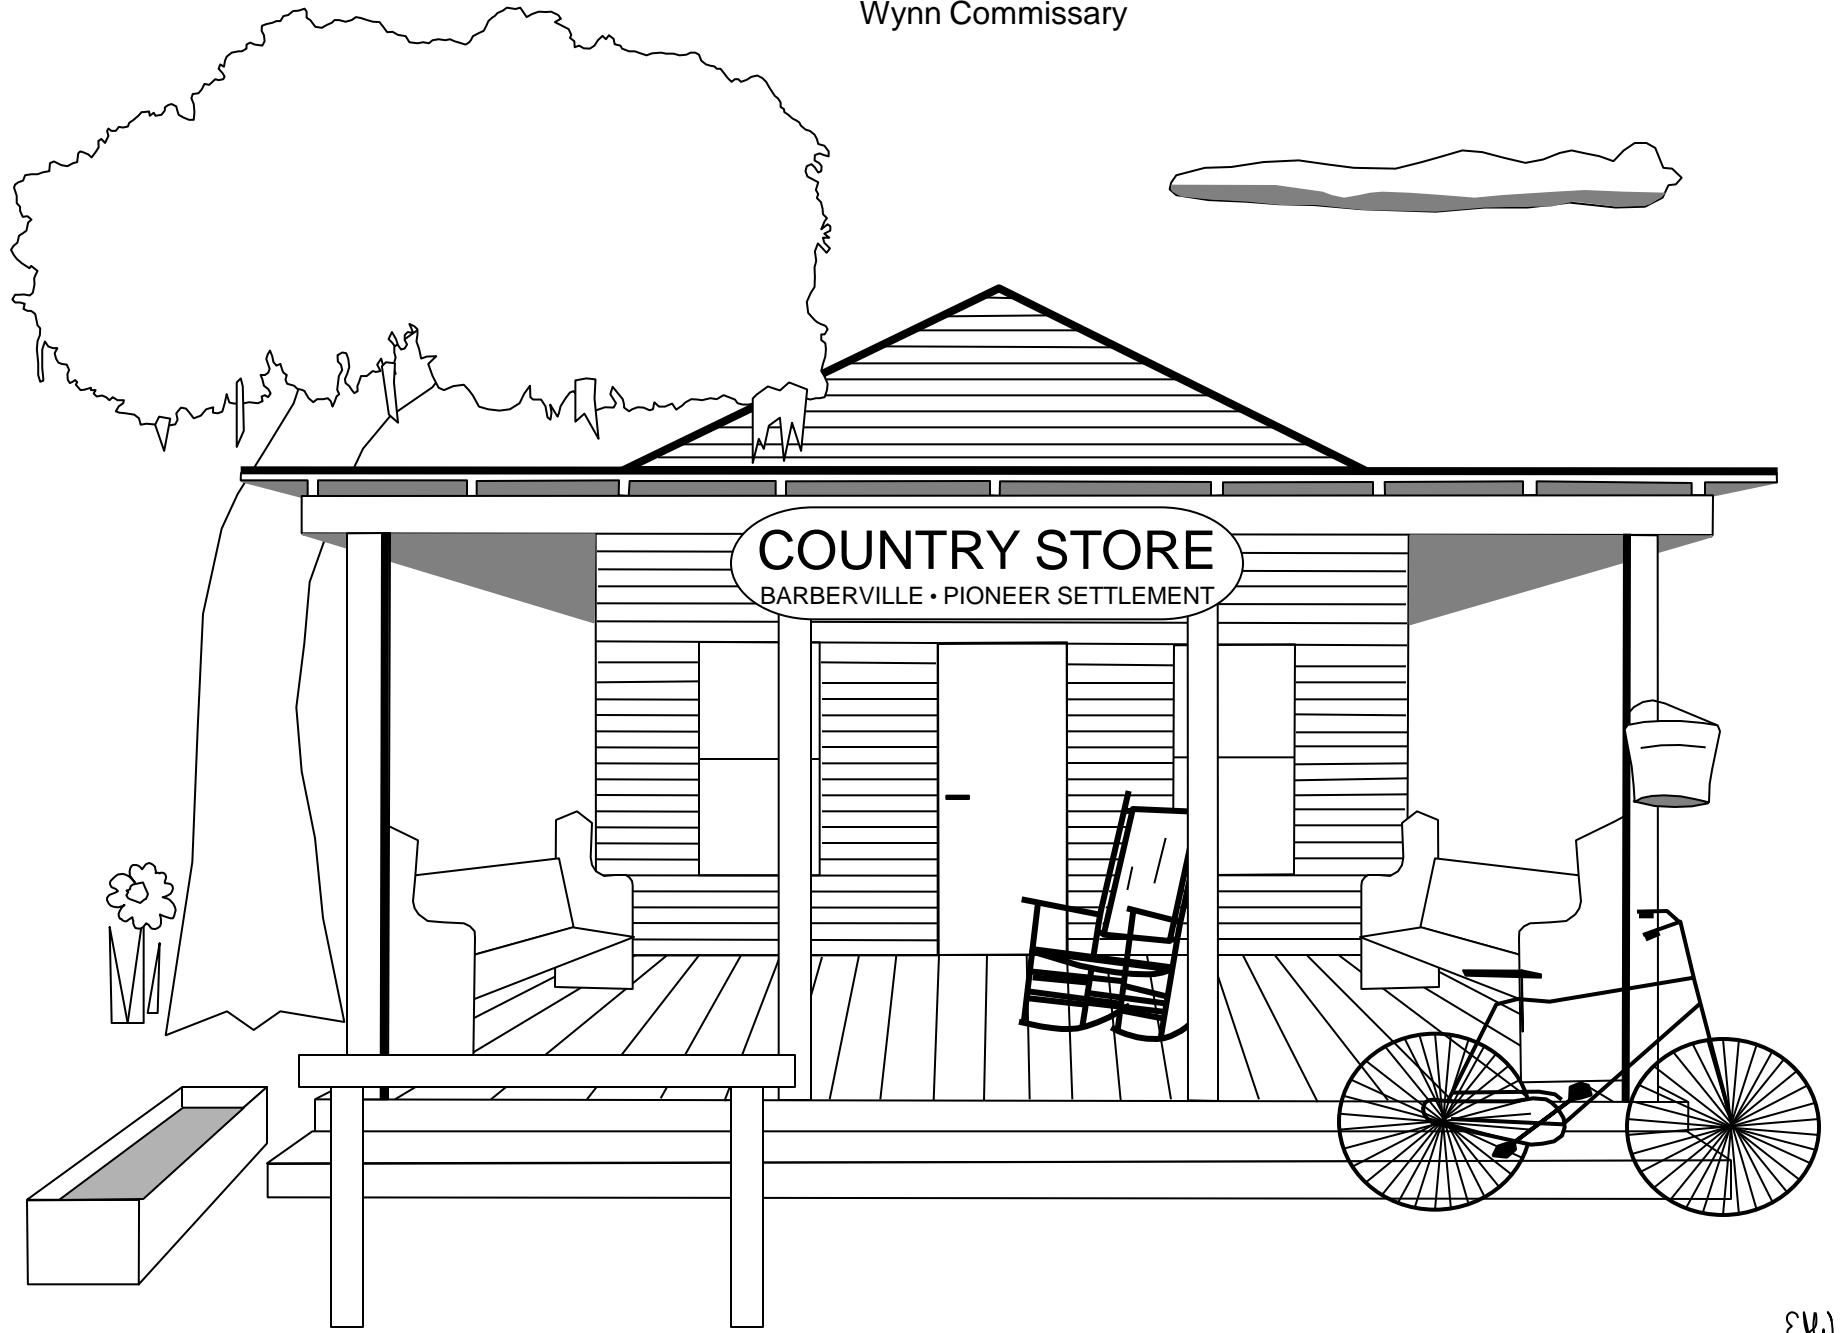 Wynn Commissary
COUNTRY STORE
BARBERVILLE • PIONEER SETTLEMENT